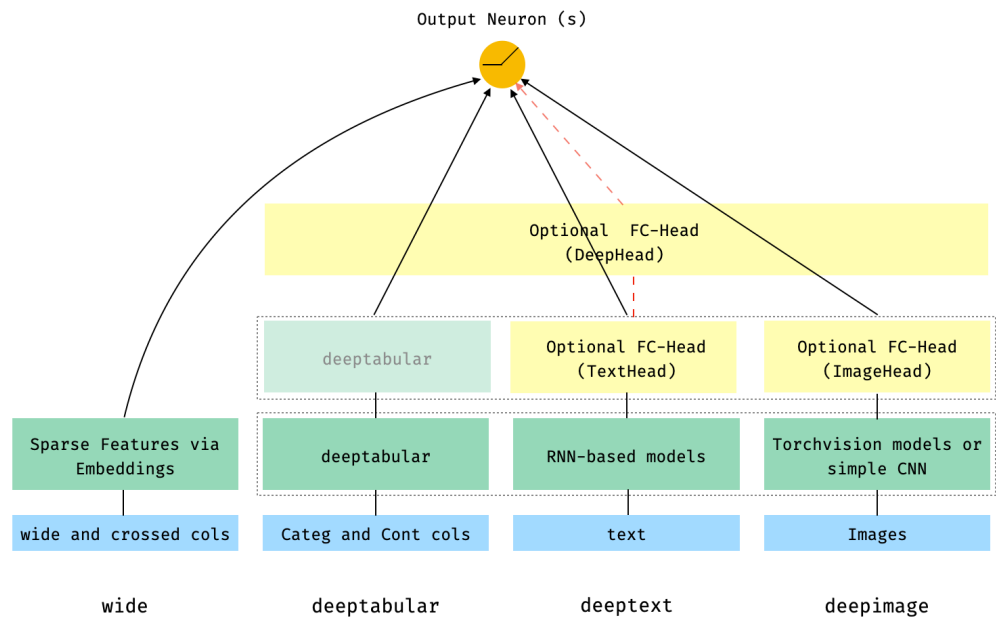 Output Neuron (s)
Optional FC-Head
(DeepHead)
deeptabular
Optional FC-Head
(TextHead)
Optional FC-Head
(ImageHead)
Sparse Features via
Embeddings
deeptabular
RNN-based models
Torchvision models or
simple CNN
wide and crossed cols
Categ and Cont cols
text
Images
wide
deeptabular
deeptext
deepimage